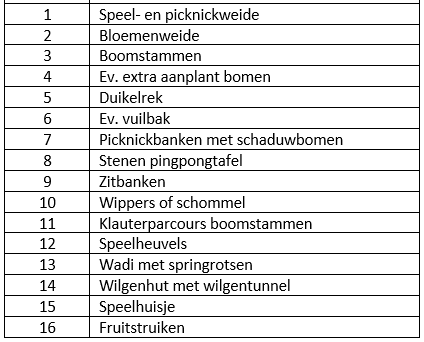 1 Speel- en picknickweide
2 Bloemenweide
3 Boomstammen
4 Ev. extra aanplant bomen
5 Duikelrek
6 Ev. vuilbak
7 Picknickbanken met schaduwbomen
8 Stenen pingpongtafel
9 Zitbanken
10 Wippers of schommel
11 Klauterparcours boomstammen
12 Speelheuvels
13 Wadi met springrotsen
14 Wilgenhut met wilgentunnel
15 Speelhuisje
16 Fruitstruiken